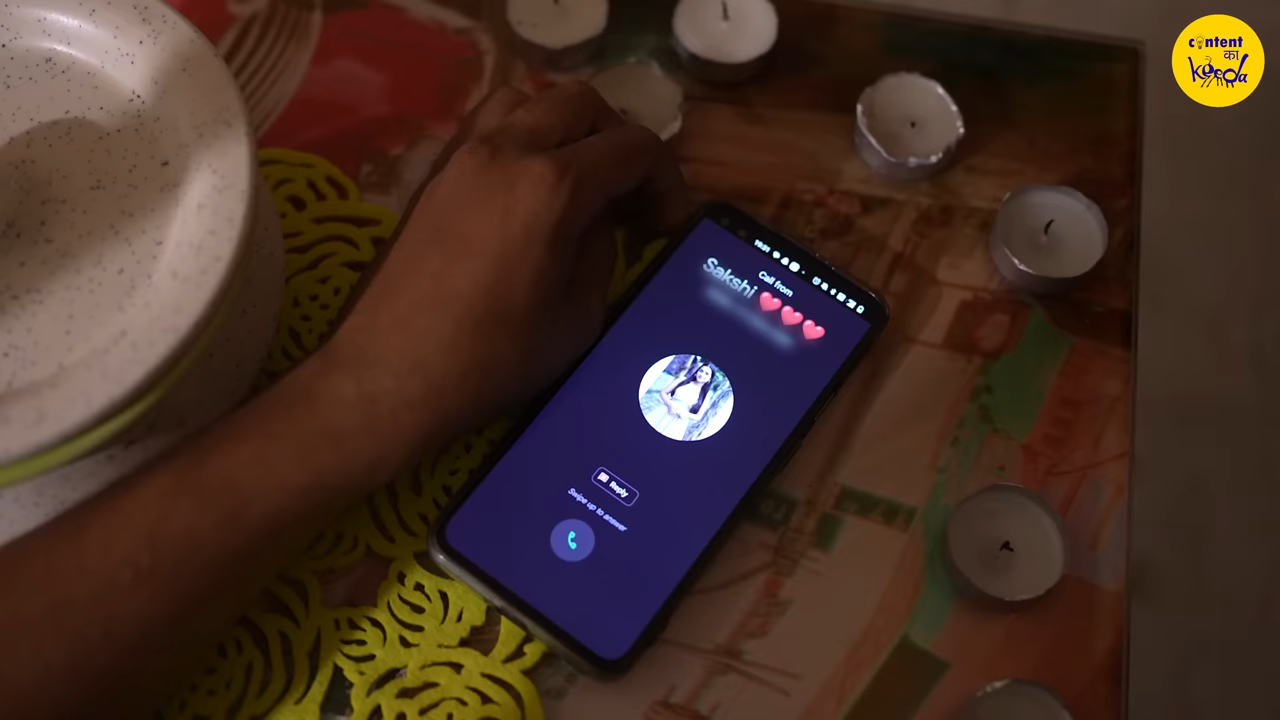 content
का
keeda
Call from
Sakshi ❤❤❤
Reply
Swipe up to answer